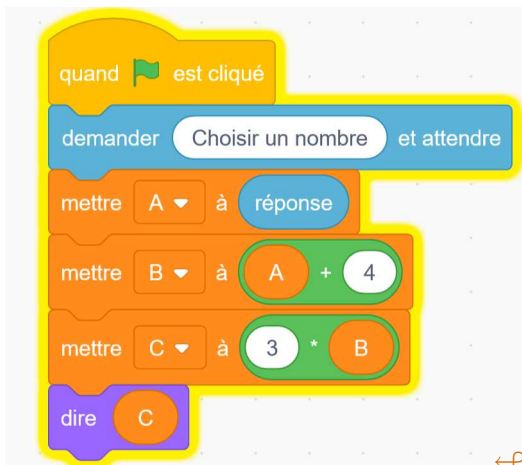 quand est cliqué
demander Choisir un nombre et attendre
mettre A à réponse
mettre B à A + 4
mettre C à 3 * B
dire C